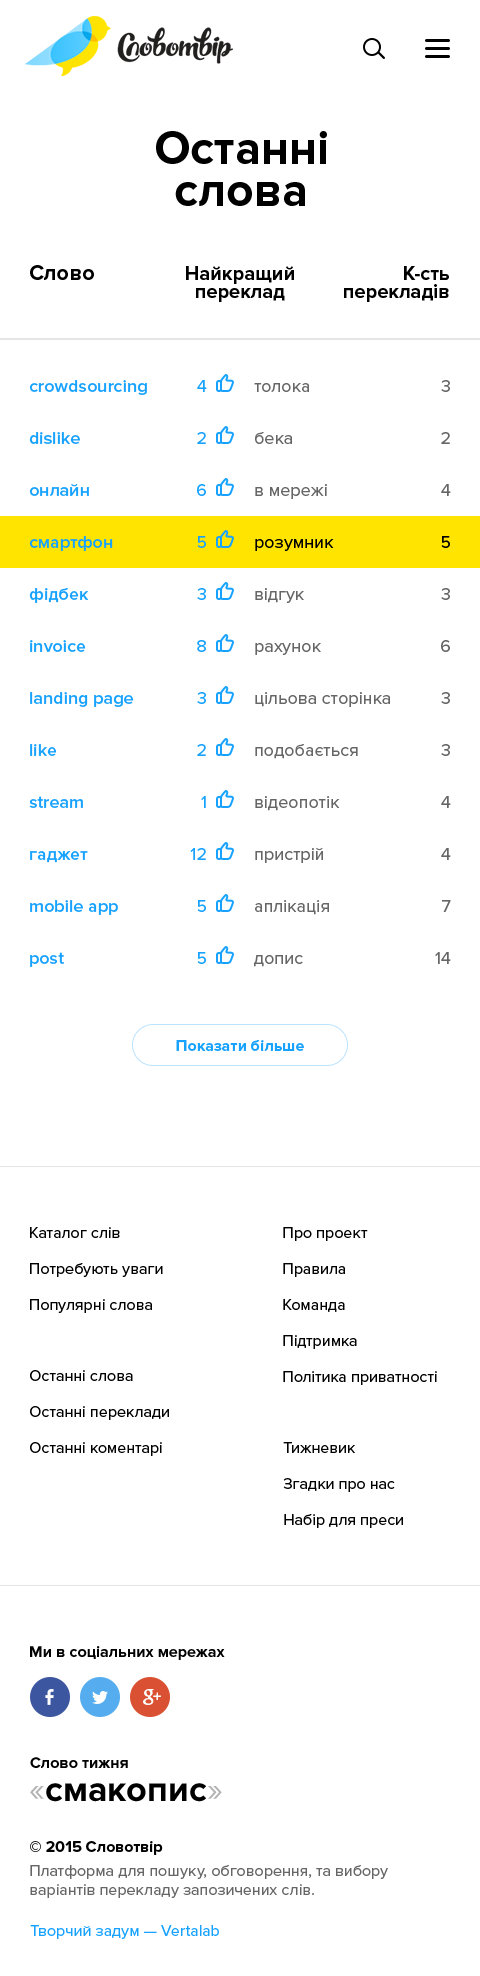 Словотвір
Останні
слова
Слово
Найкращий
переклад
К-сть
перекладів
crowdsourcing 4 толока 3
dislike 2 бека 2
онлайн 6 в мережі 4
смартфон 5 розумник 5
фідбек 3 відгук 3
invoice 8 рахунок 6
landing page 3 цільова сторінка 3
like 2 подобається 3
stream 1 відеопотік 4
гаджет 12 пристрій 4
mobile app 5 аплікація 7
post 5 допис 14
Показати більше
Каталог слів
Потребують уваги
Популярні слова
Останні слова
Останні переклади
Останні коментарі
Про проект
Правила
Команда
Підтримка
Політика приватності
Тижневик
Згадки про нас
Набір для преси
Ми в соціальних мережах
f
g+
Слово тижня
«смакопис»
© 2015 Словотвір
Платформа для пошуку, обговорення, та вибору
варіантів перекладу запозичених слів.
Творчий задум — Vertalab